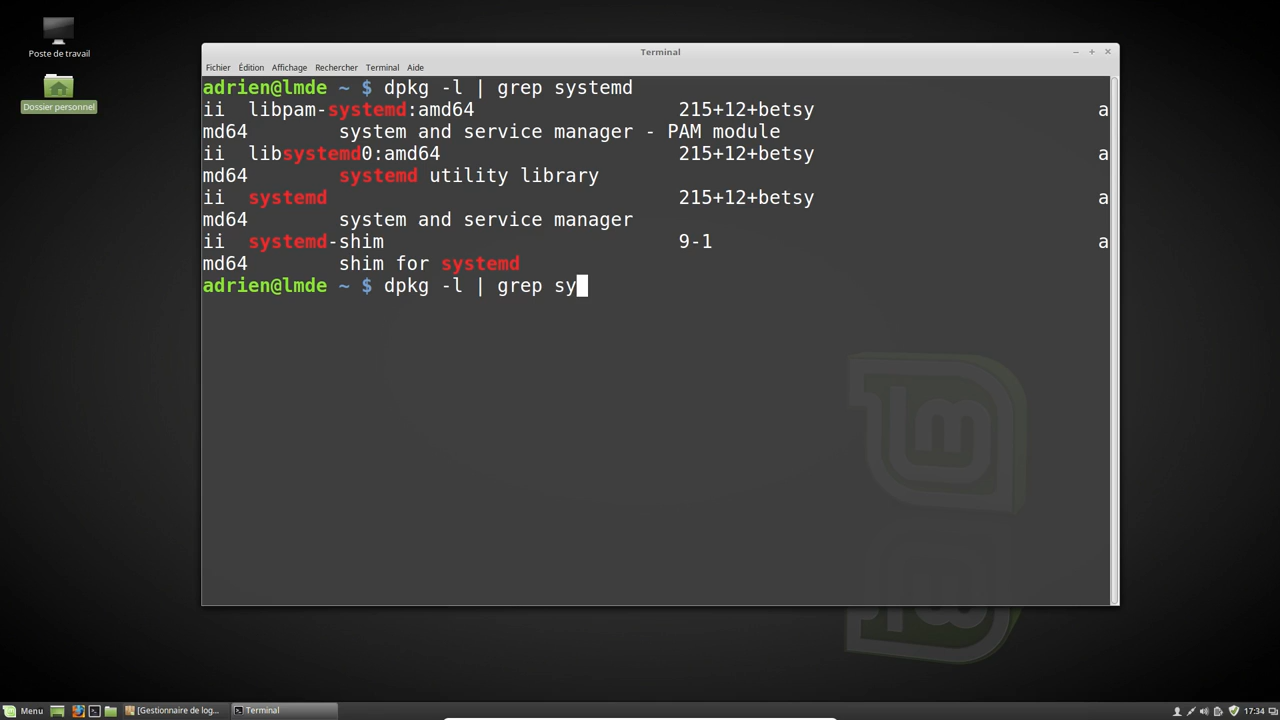 Poste de travail
Dossier personnel
Terminal
Fichier Édition Affichage Rechercher Terminal Aide
adrien@lmde ~ $ dpkg -l | grep systemd
ii  libpam-systemd:amd64                  215+12+betsy                         a
md64        system and service manager - PAM module
ii  libsystemd0:amd64                     215+12+betsy                         a
md64        systemd utility library
ii  systemd                               215+12+betsy                         a
md64        system and service manager
ii  systemd-shim                          9-1                                  a
md64        shim for systemd
adrien@lmde ~ $ dpkg -l | grep sy
Menu [Gestionnaire de log... Terminal 17:34